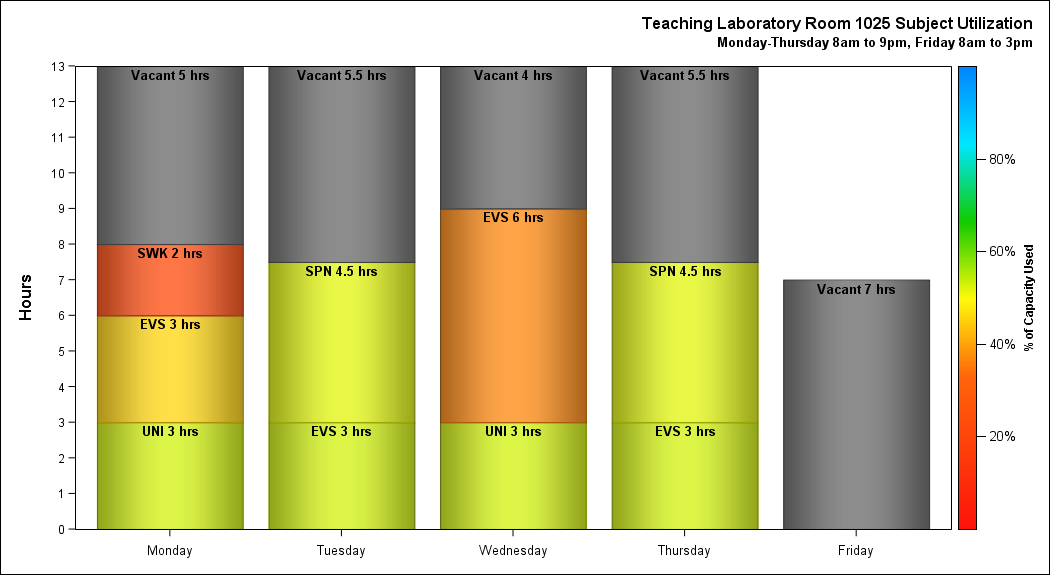 Teaching Laboratory Room 1025 Subject Utilization
Monday-Thursday 8am to 9pm, Friday 8am to 3pm
Hours
13
12
11
10
9
8
7
6
5
4
3
2
1
0
Vacant 5 hrs
SWK 2 hrs
EVS 3 hrs
UNI 3 hrs
Vacant 5.5 hrs
SPN 4.5 hrs
EVS 3 hrs
Vacant 4 hrs
EVS 6 hrs
UNI 3 hrs
Vacant 5.5 hrs
SPN 4.5 hrs
EVS 3 hrs
Vacant 7 hrs
Monday
Tuesday
Wednesday
Thursday
Friday
80%
60%
40%
20%
% of Capacity Used